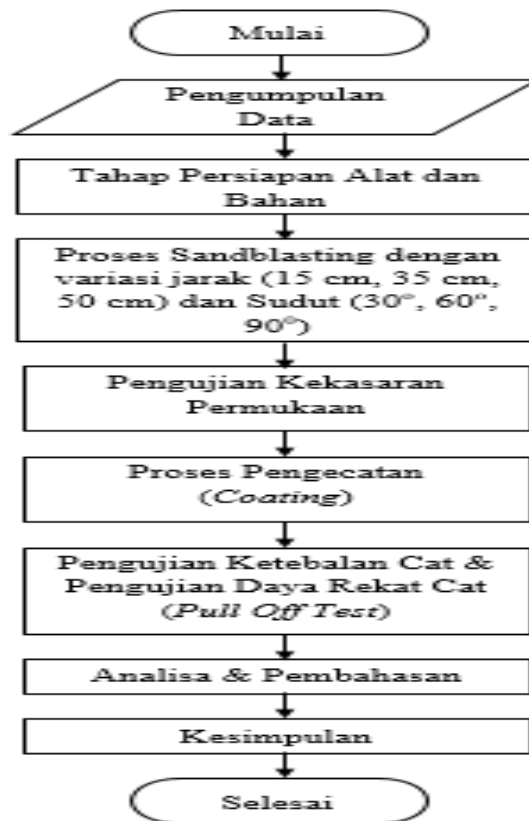 Mulai
Pengumpulan
Data
Tahap Persiapan Alat dan
Bahan
Proses Sandblasting dengan
variasi jarak (15 cm, 35 cm,
50 cm) dan Sudut (30°, 60°,
90°)
Pengujian Kekasaran
Permukaan
Proses Pengecatan
(Coating)
Pengujian Ketebalan Cat &
Pengujian Daya Rekat Cat
(Pull Off Test)
Analisa & Pembahasan
Kesimpulan
Selesai